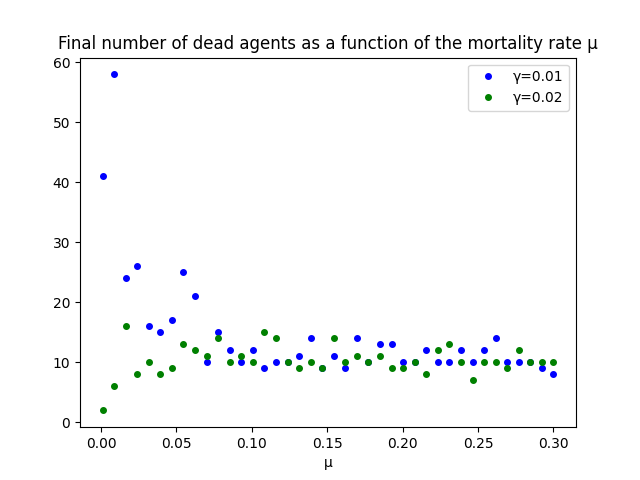 Final number of dead agents as a function of the mortality rate μ
γ=0.01
γ=0.02
60
50
40
30
20
10
0
0.00 0.05 0.10 0.15 0.20 0.25 0.30
μ